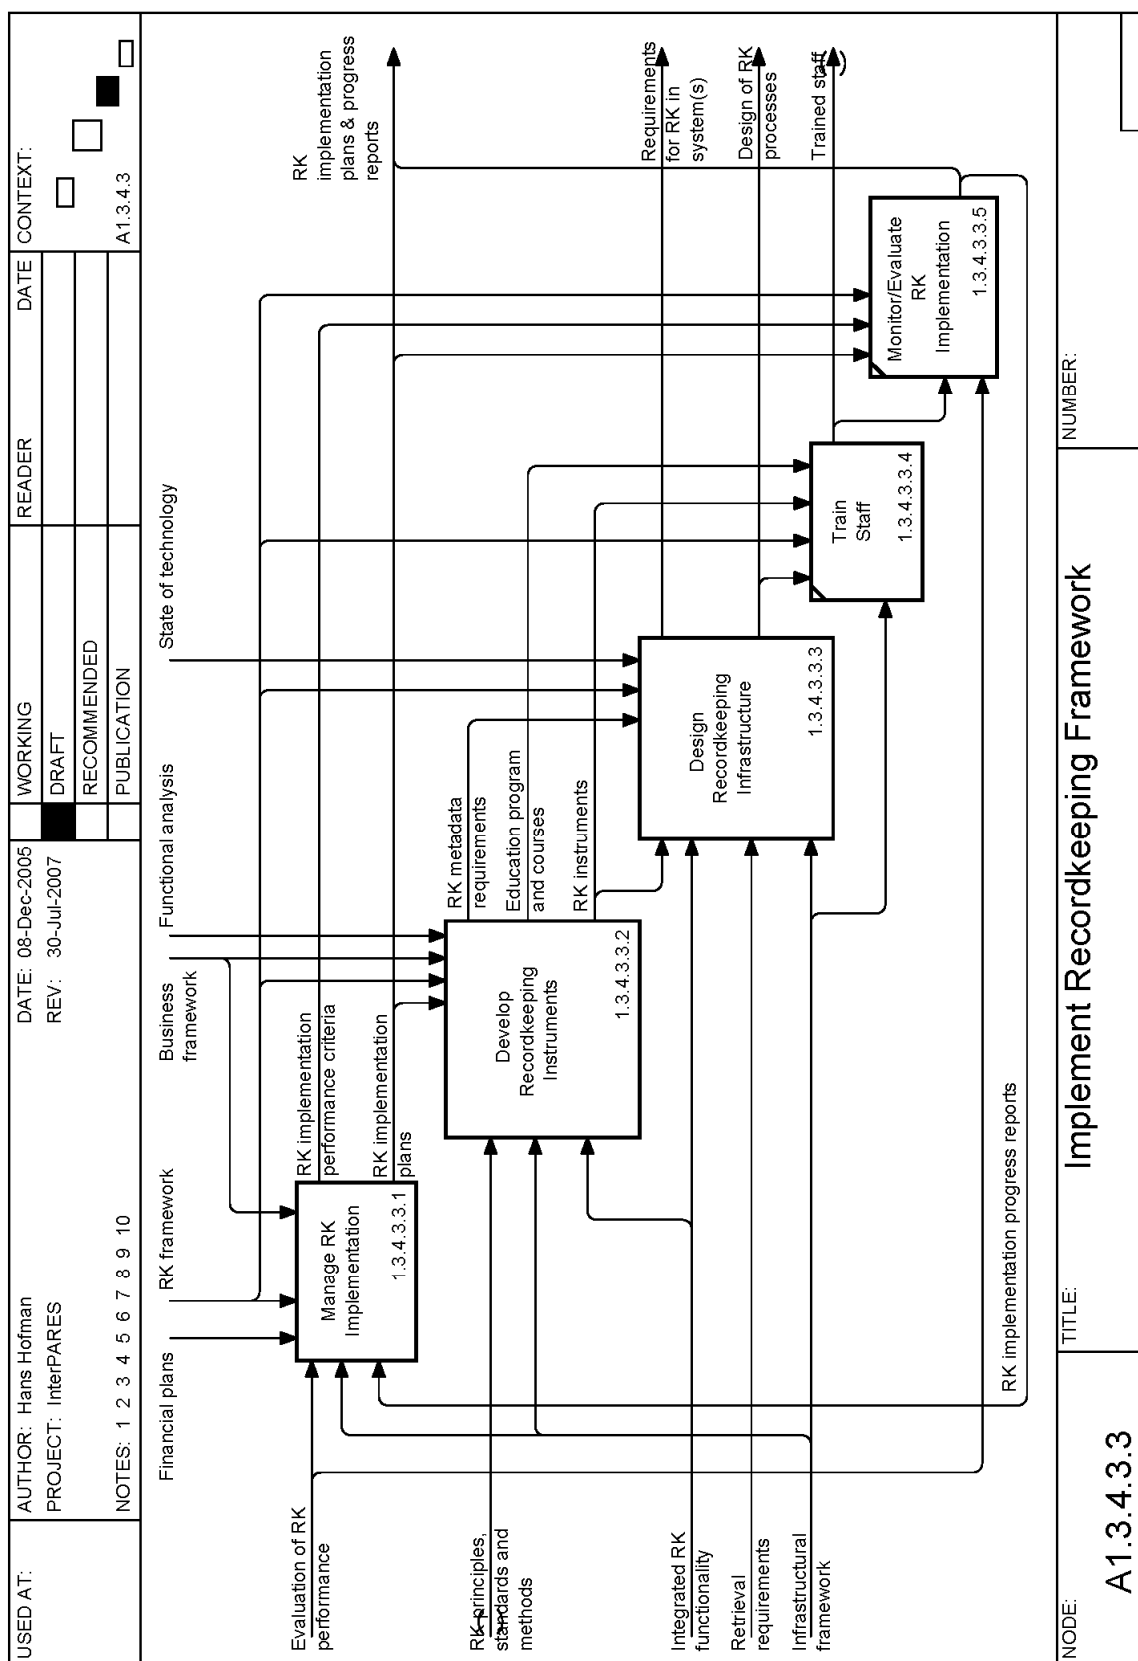 USED AT:
AUTHOR: Hans Hofman
PROJECT: InterPARES
NOTES: 1 2 3 4 5 6 7 8 9 10
DATE: 08-Dec-2005
REV: 30-Jul-2007
WORKING
DRAFT
RECOMMENDED
PUBLICATION
READER
DATE
CONTEXT:
A1.3.4.3
Financial plans
RK framework
Business
framework
Functional analysis
State of technology
Evaluation of RK
performance
RK principles,
standards and
methods
Integrated RK
functionality
Retrieval
requirements
Infrastructural
framework
Manage RK
Implementation
1.3.4.3.3.1
RK implementation
performance criteria
RK implementation
plans
Develop
Recordkeeping
Instruments
1.3.4.3.3.2
RK metadata
requirements
Education program
and courses
RK instruments
Design
Recordkeeping
Infrastructure
1.3.4.3.3.3
Train
Staff
1.3.4.3.3.4
Monitor/Evaluate
RK
Implementation
1.3.4.3.3.5
RK
implementation
plans & progress
reports
Requirements
for RK in
system(s)
Design of RK
processes
Trained staff
RK implementation progress reports
NODE:
A1.3.4.3.3
TITLE:
Implement Recordkeeping Framework
NUMBER: